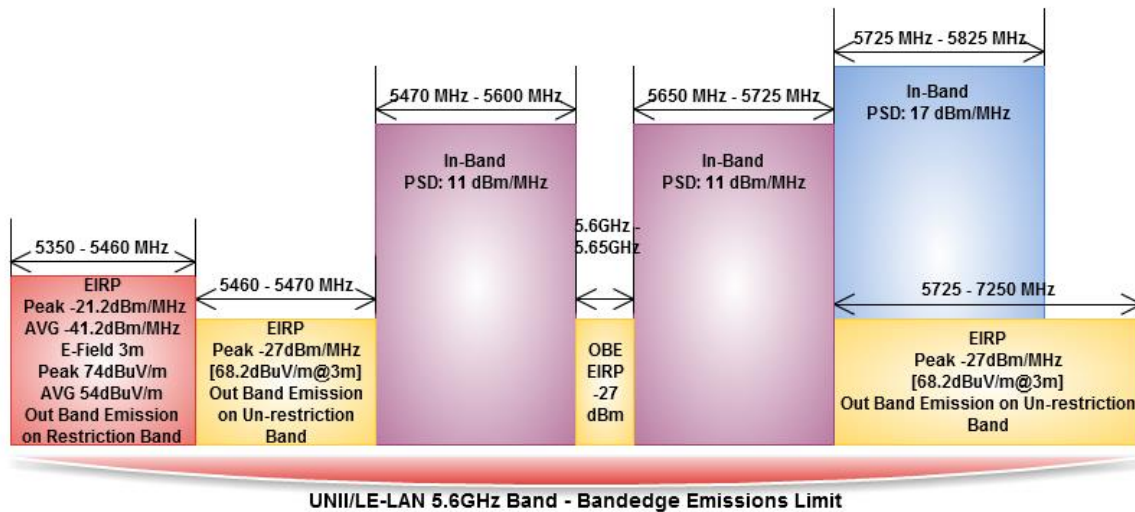 5725 MHz - 5825 MHz
In-Band
PSD: 17 dBm/MHz
5470 MHz - 5600 MHz
In-Band
PSD: 11 dBm/MHz
5650 MHz - 5725 MHz
In-Band
PSD: 11 dBm/MHz
5.6GHz -
5.65GHz
5350 - 5460 MHz
EIRP
Peak -21.2dBm/MHz
AVG -41.2dBm/MHz
E-Field 3m
Peak 74dBuV/m
AVG 54dBuV/m
Out Band Emission
on Restriction Band
5460 - 5470 MHz
EIRP
Peak -27dBm/MHz
[68.2dBuV/m@3m]
Out Band Emission
on Un-restriction
Band
OBE
EIRP
-27
dBm
5725 - 7250 MHz
EIRP
Peak -27dBm/MHz
[68.2dBuV/m@3m]
Out Band Emission on Un-restriction
Band
UNII/LE-LAN 5.6GHz Band - Bandedge Emissions Limit